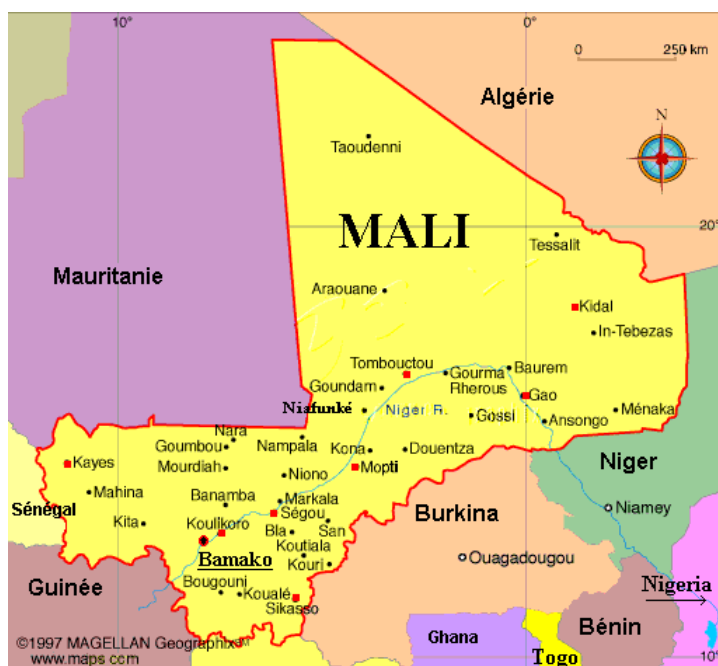 10°
0°
0 250 km
Algérie
N
Taoudenni
MALI
20°
Tessalit
Mauritanie
Araouane
Kidal
In-Tebezas
Tombouctou
Gourma
Rherous
Baurem
Goundam
Gao
Niafunké
Niger R.
Gossi
Ansongo
Ménaka
Nara
Nampala
Goumbou
Kona
Douentza
Kayes
Mourdiah
Mopti
Niono
Niger
Mahina
Banamba
Markala
Sénégal
Ségou
Burkina
Niamey
Kita
Koulikoro
Bla
San
Bamako
Koutiala
Ouagadougou
Kouri
Guinée
Bougouni
Koualé
Sikasso
Nigeria
Bénin
Ghana
Togo
©1997 MAGELLAN Geographix℠
www.maps.com
10°